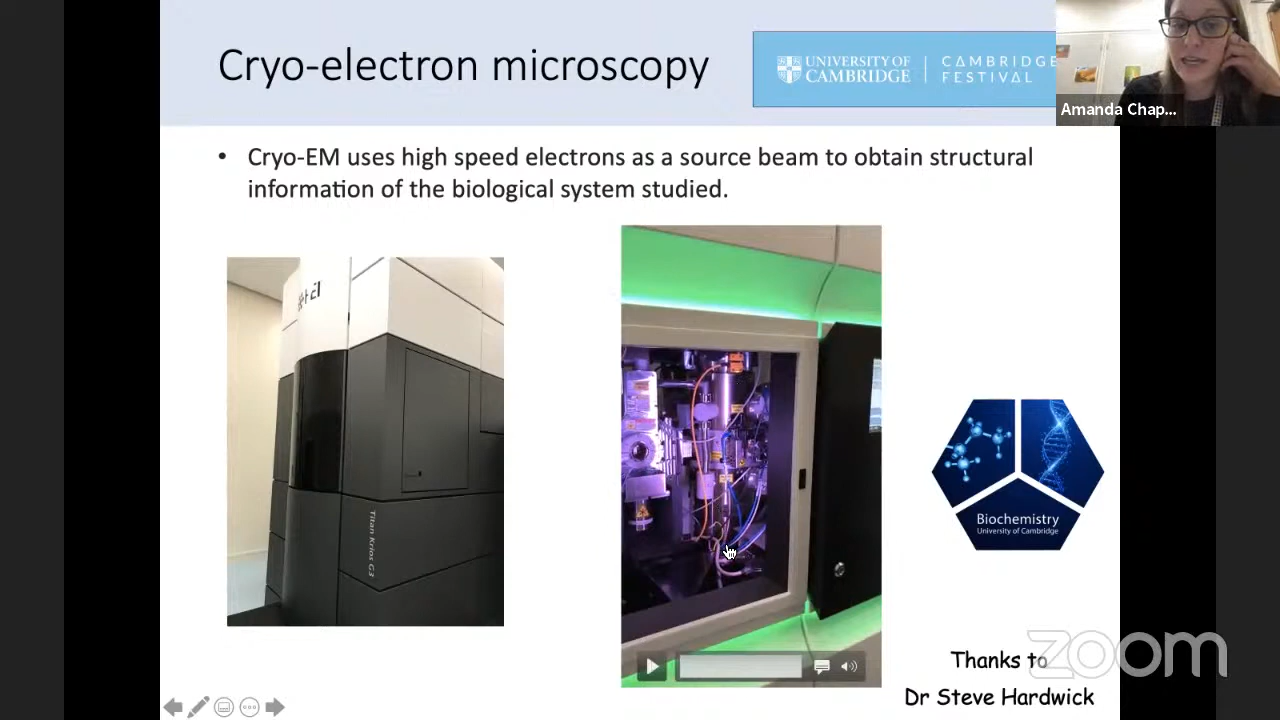 Cryo-electron microscopy
UNIVERSITY OF
CAMBRIDGE
CAMBRIDGE
FESTIVAL
Amanda Chap...
• Cryo-EM uses high speed electrons as a source beam to obtain structural
information of the biological system studied.
Titan Krios G3
Biochemistry
University of Cambridge
Thanks to
Dr Steve Hardwick
zoom